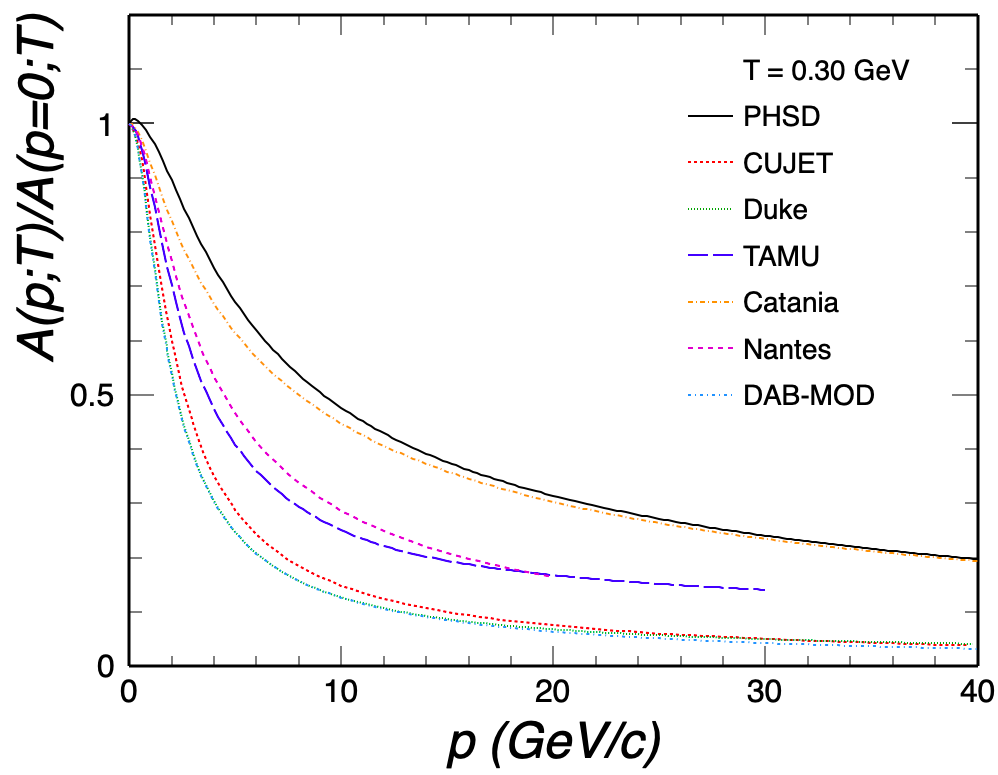 A(p;T)/A(p=0;T)
T = 0.30 GeV
PHSD
CUJET
Duke
TAMU
Catania
Nantes
DAB-MOD
1
0.5
0
0 10 20 30 40
p (GeV/c)